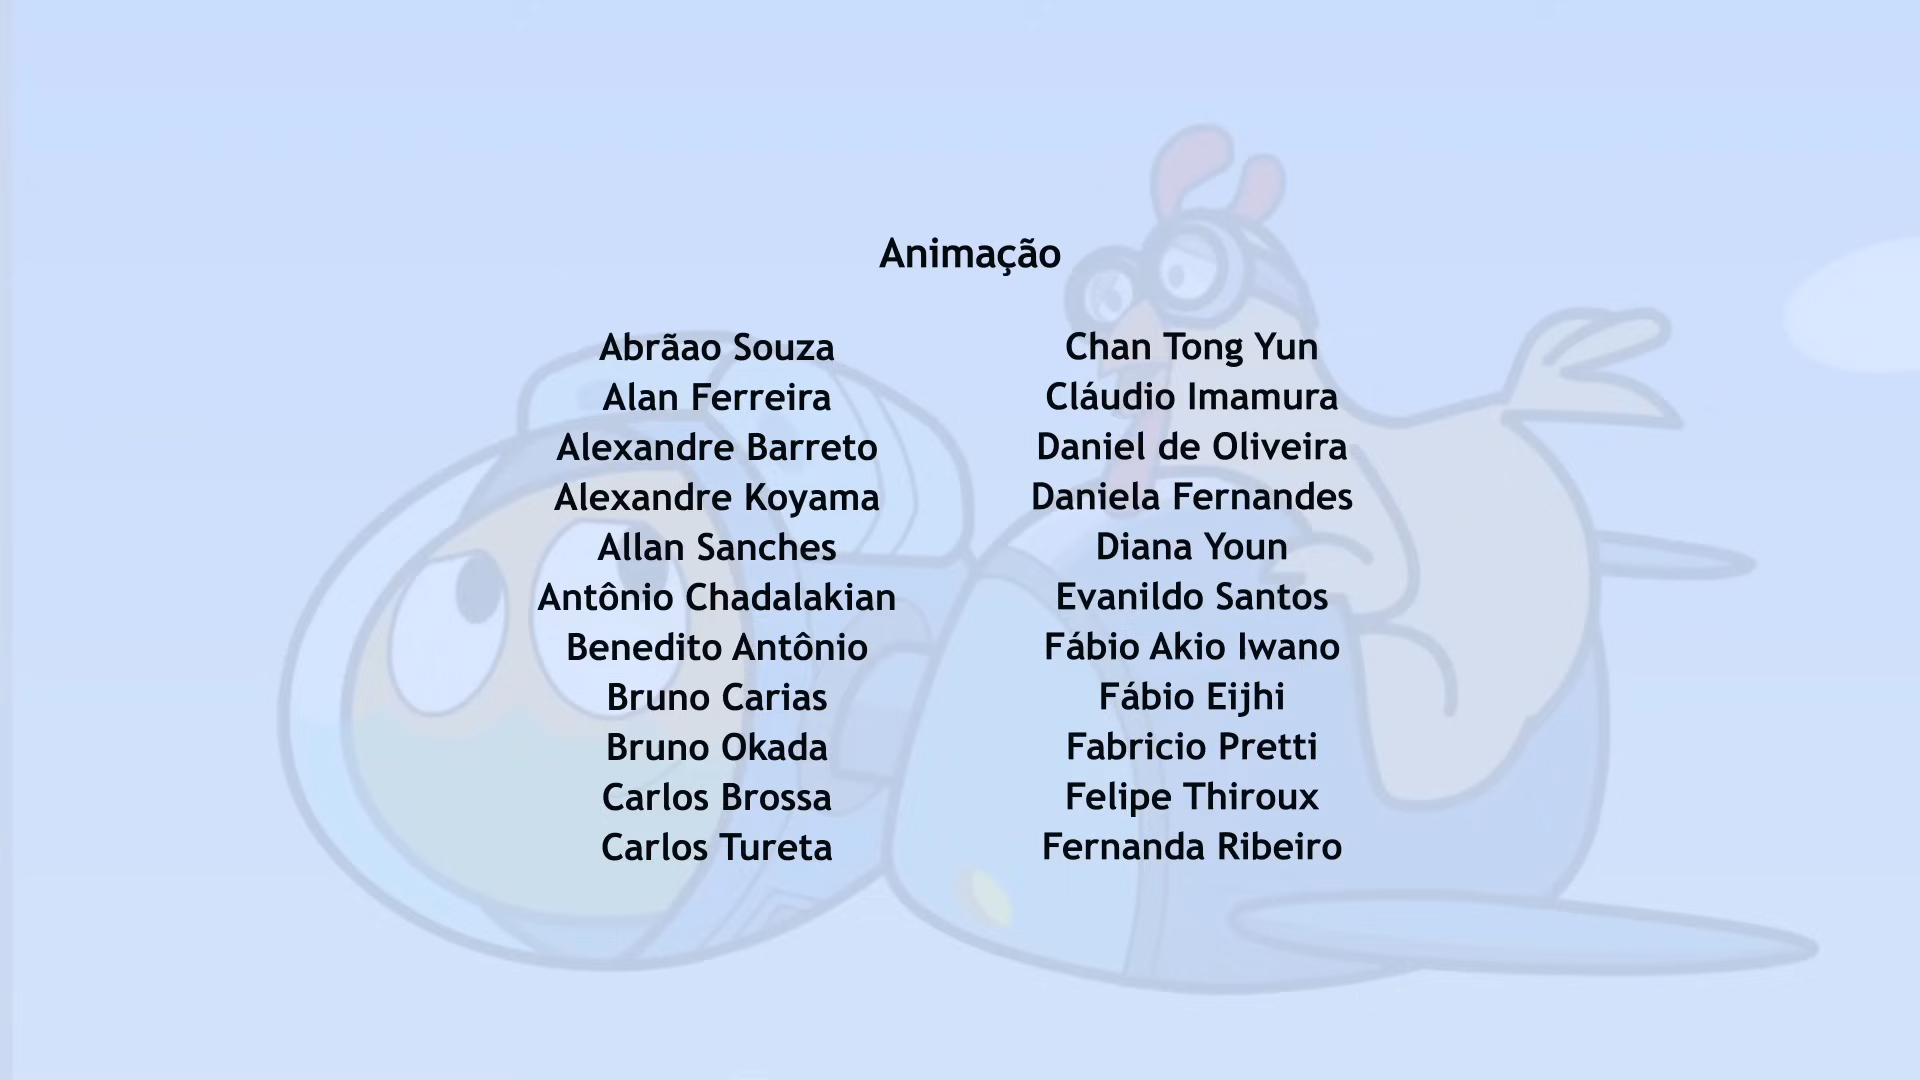 Animação
Abrãao Souza
Alan Ferreira
Alexandre Barreto
Alexandre Koyama
Allan Sanches
Antônio Chadalakian
Benedito Antônio
Bruno Carias
Bruno Okada
Carlos Brossa
Carlos Tureta
Chan Tong Yun
Cláudio Imamura
Daniel de Oliveira
Daniela Fernandes
Diana Youn
Evanildo Santos
Fábio Akio Iwano
Fábio Eijhi
Fabricio Pretti
Felipe Thiroux
Fernanda Ribeiro